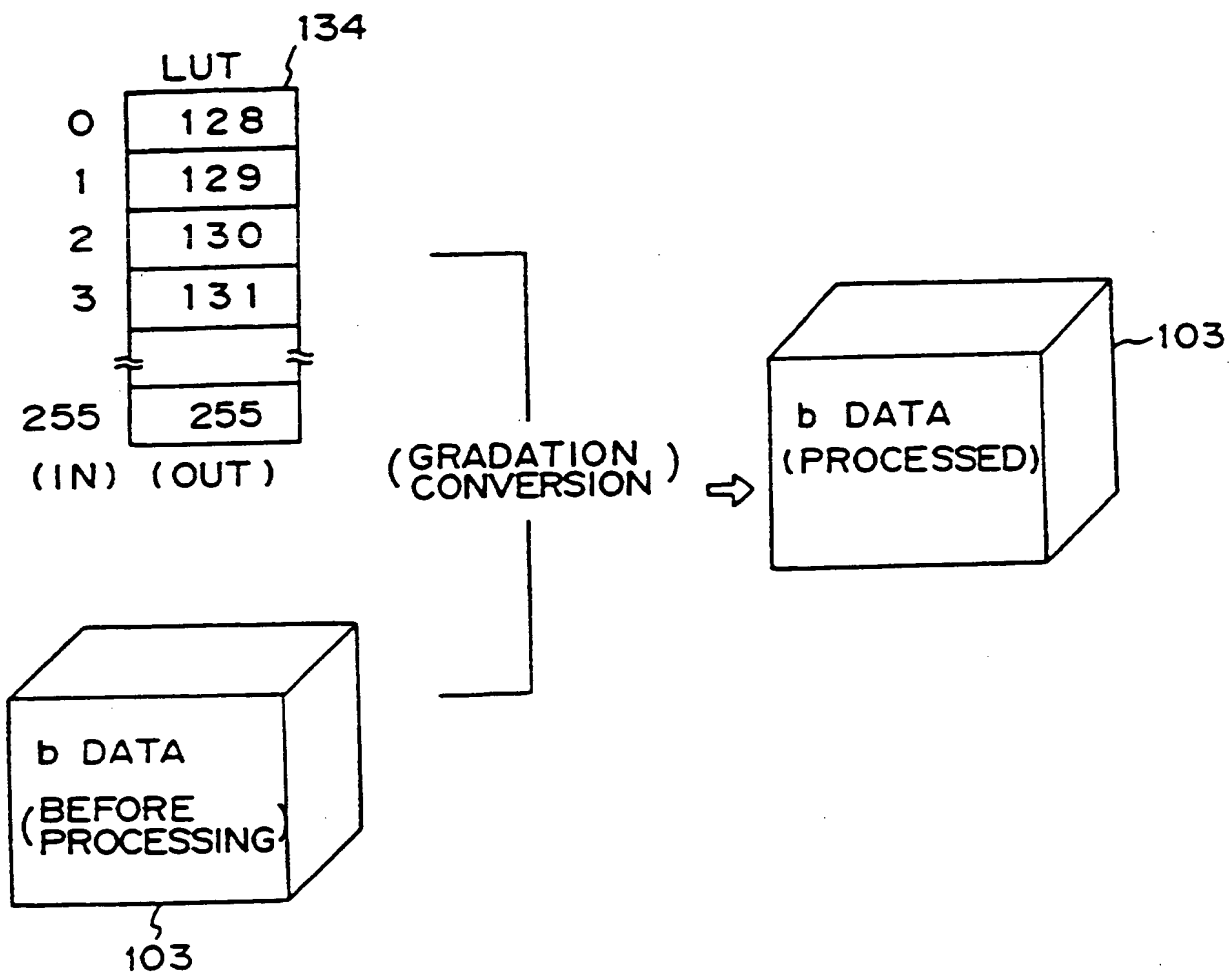 134
LUT
0 128
1 129
2 130
3 131
255 255
(IN) (OUT)
(GRADATION
CONVERSION)
b DATA
(PROCESSED)
103
b DATA
(BEFORE
PROCESSING)
103